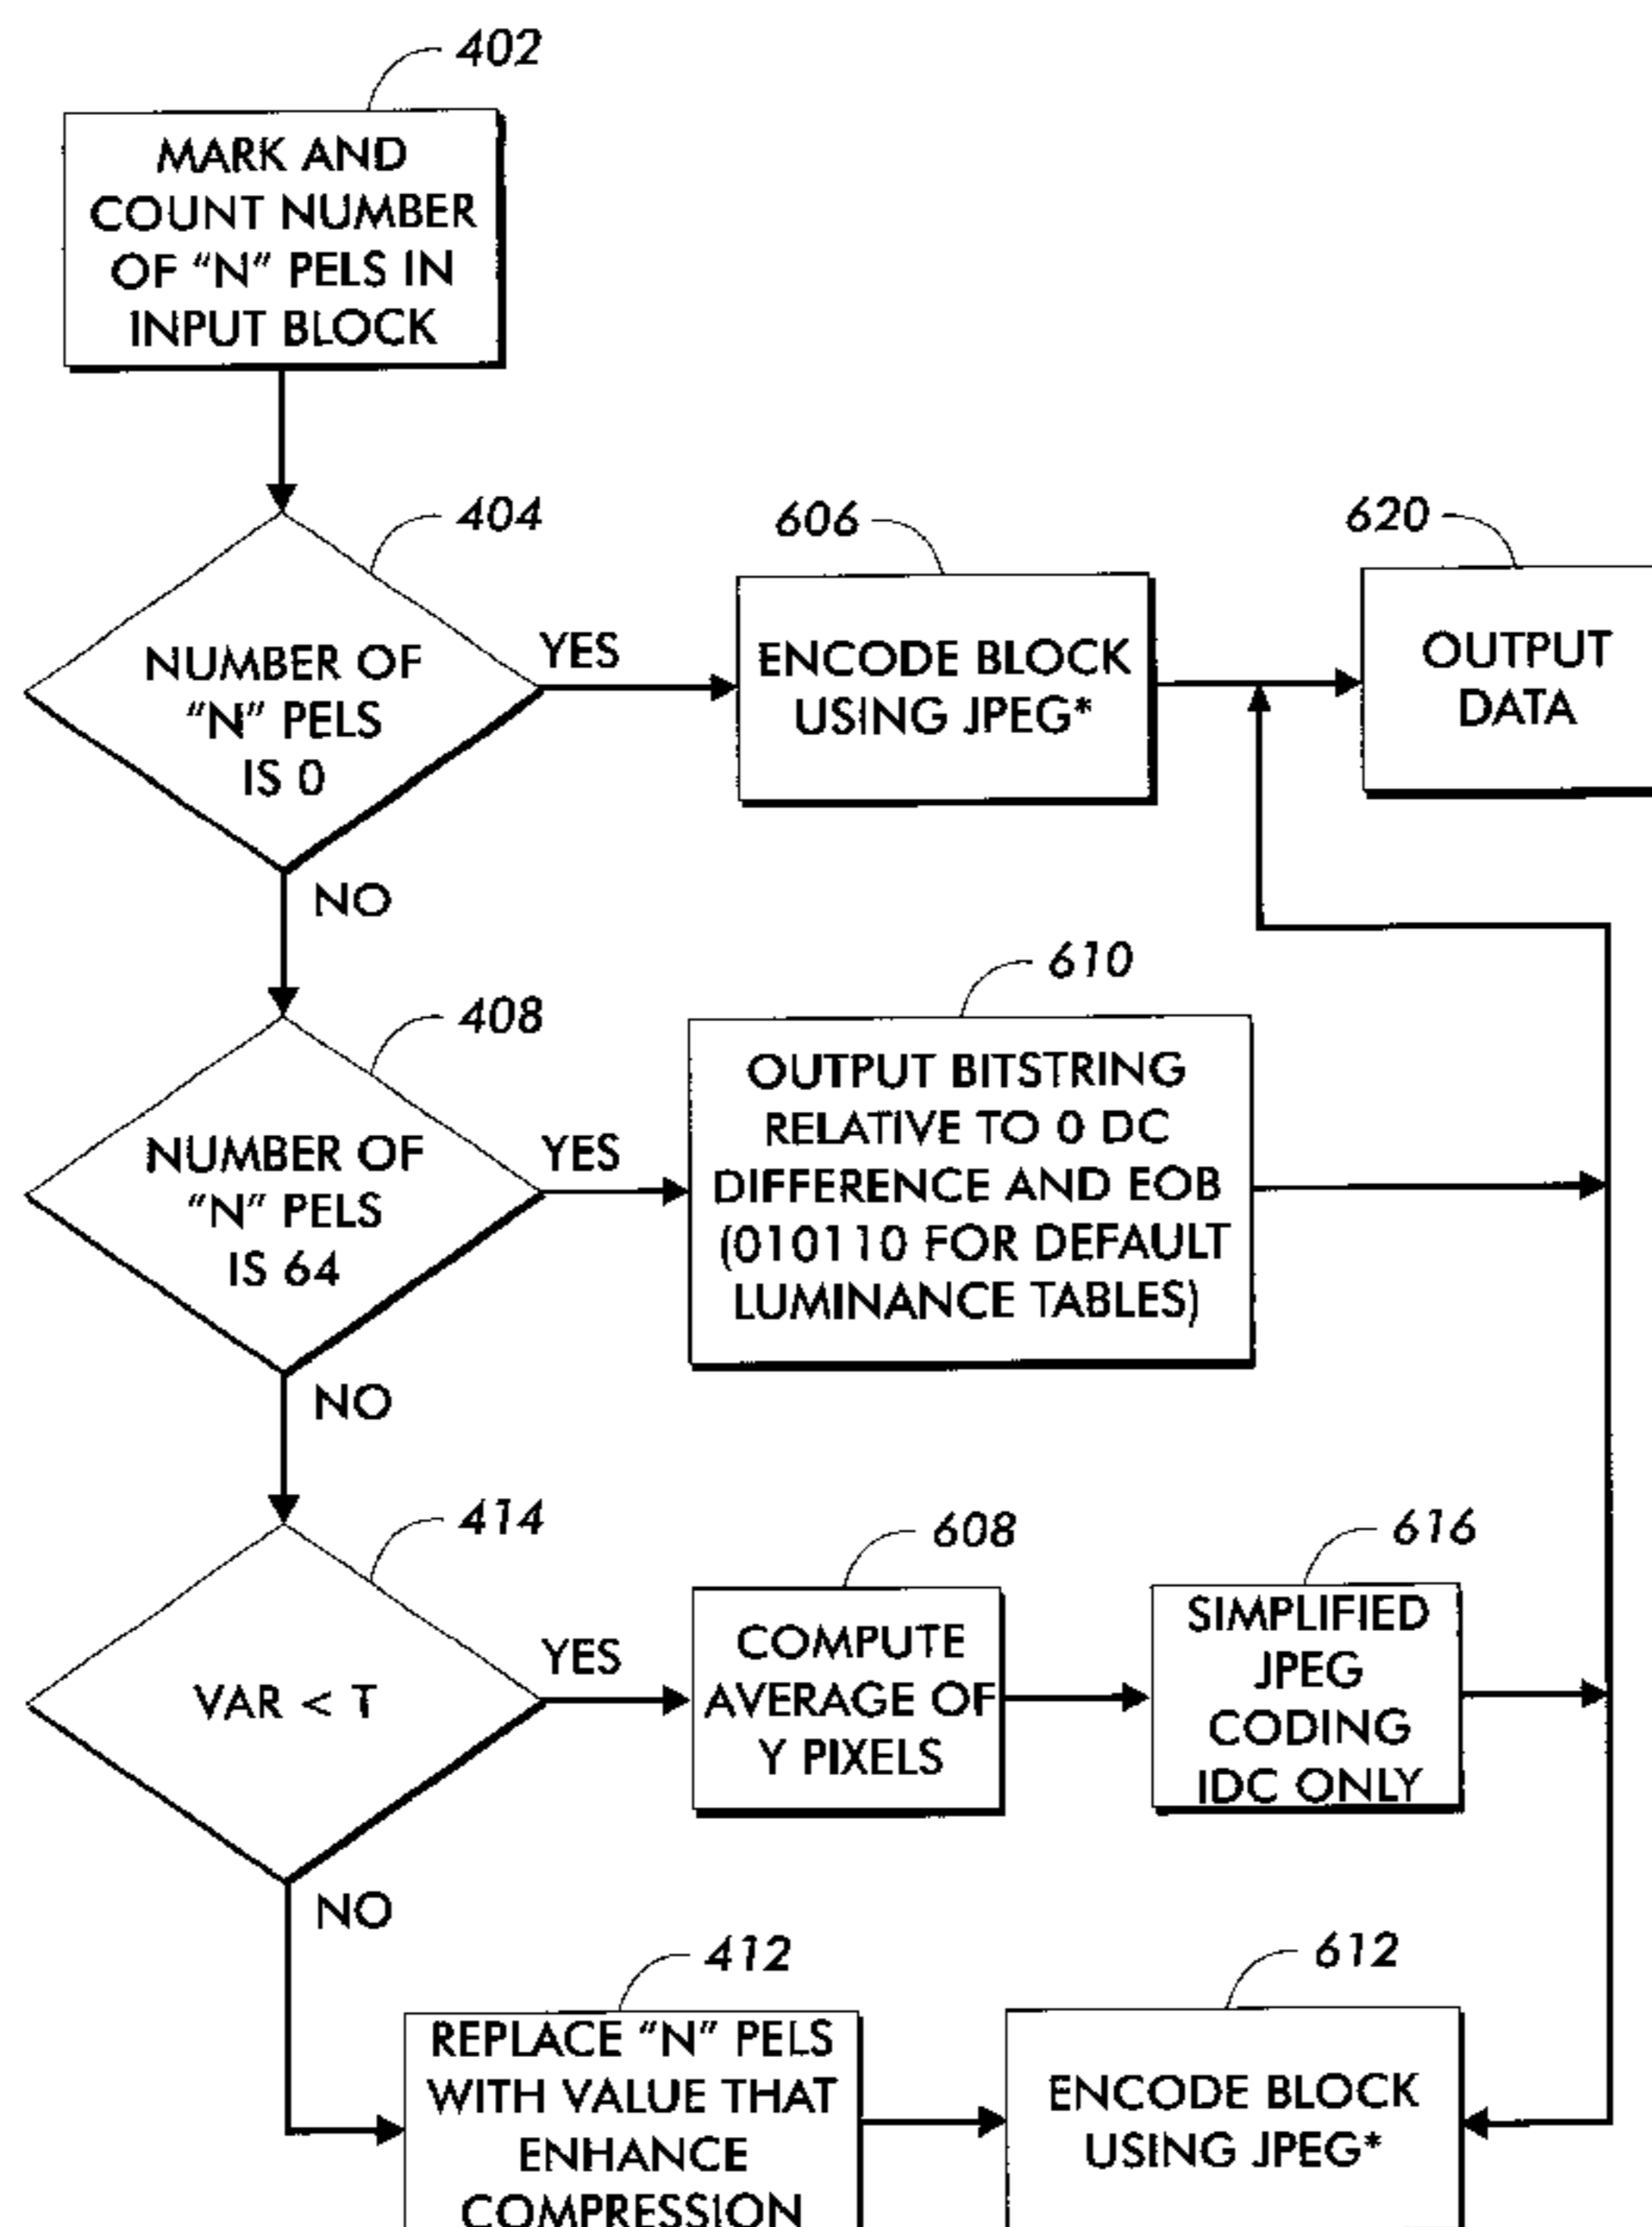 402
MARK AND
COUNT NUMBER
OF "N" PELS IN
INPUT BLOCK
404
NUMBER OF
"N" PELS
IS 0
YES
NO
606
ENCODE BLOCK
USING JPEG*
620
OUTPUT
DATA
408
NUMBER OF
"N" PELS
IS 64
YES
NO
610
OUTPUT BITSTRING
RELATIVE TO 0 DC
DIFFERENCE AND EOB
(010110 FOR DEFAULT
LUMINANCE TABLES)
414
VAR < T
YES
NO
608
COMPUTE
AVERAGE OF
Y PIXELS
616
SIMPLIFIED
JPEG
CODING
IDC ONLY
412
REPLACE "N" PELS
WITH VALUE THAT
ENHANCE
COMPRESSION
612
ENCODE BLOCK
USING JPEG*